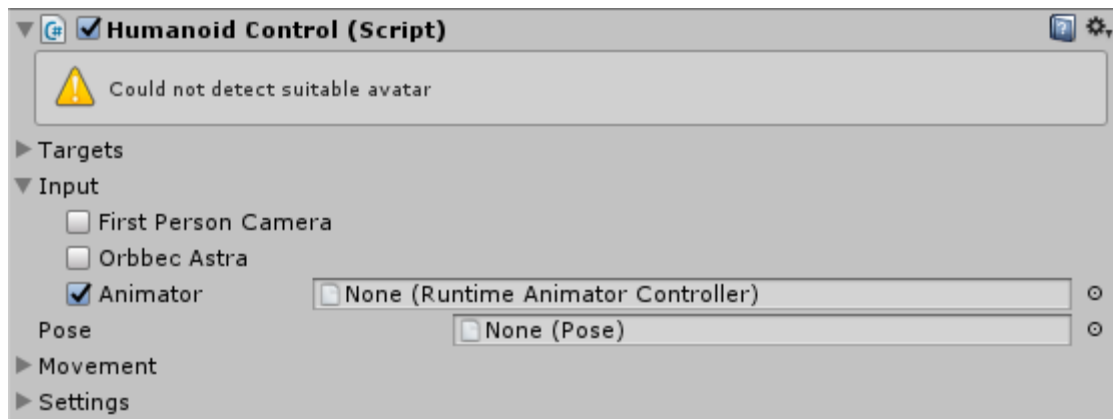 Humanoid Control (Script)
Could not detect suitable avatar
Targets
Input
First Person Camera
Orbbec Astra
Animator None (Runtime Animator Controller)
Pose None (Pose)
Movement
Settings